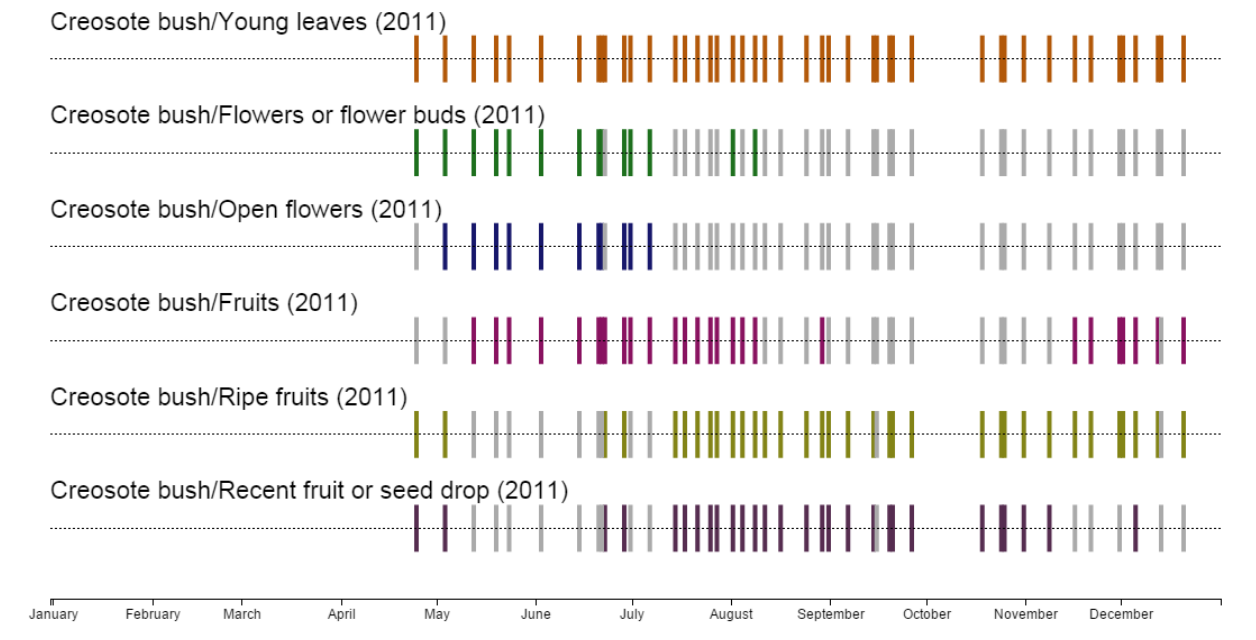 Creosote bush/Young leaves (2011)
Creosote bush/Flowers or flower buds (2011)
Creosote bush/Open flowers (2011)
Creosote bush/Fruits (2011)
Creosote bush/Ripe fruits (2011)
Creosote bush/Recent fruit or seed drop (2011)
January February March April May June July August September October November December